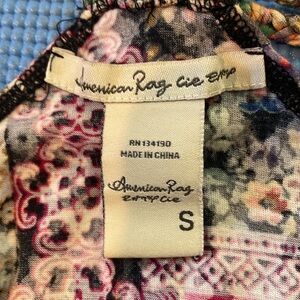 American Rag Cie
RN 134190
MADE IN CHINA
American Rag
Cie
S